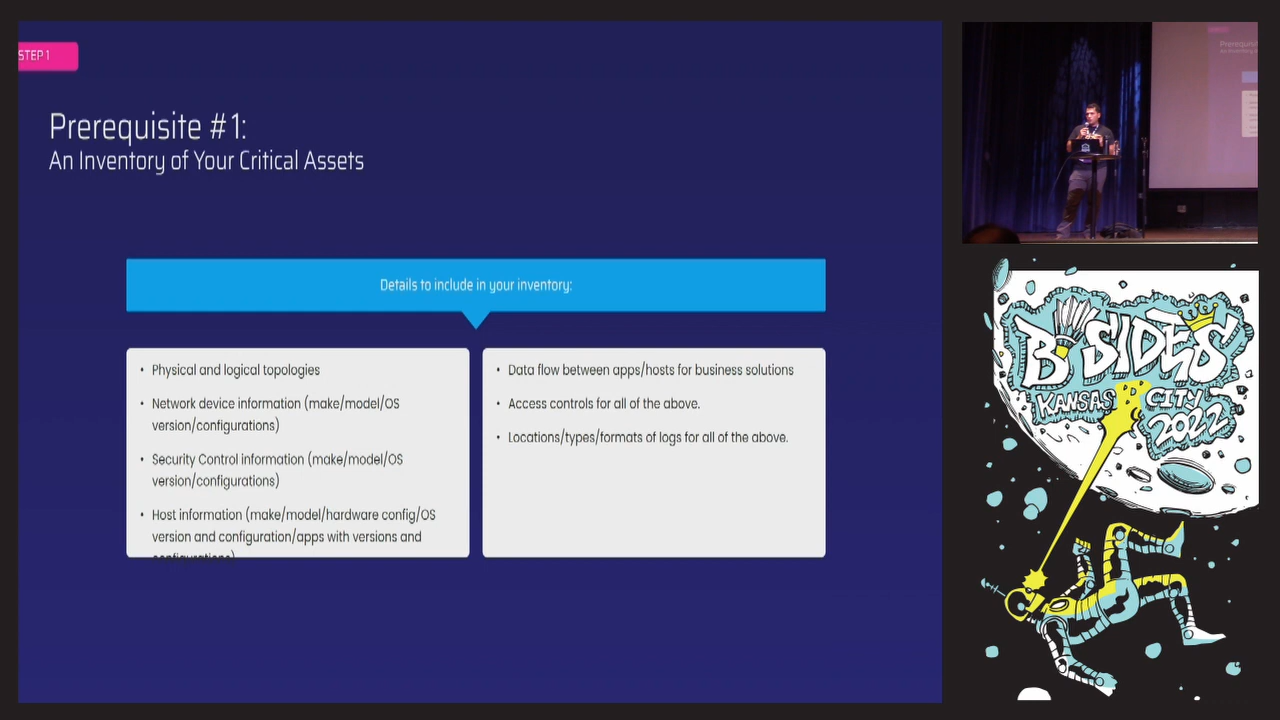 STEP 1
Prerequisite #1:
An Inventory of Your Critical Assets
Details to include in your inventory:
• Physical and logical topologies
• Network device information (make/model/OS
version/configurations)
• Security Control information (make/model/OS
version/configurations)
• Host information (make/model/hardware config/OS
version and configuration/apps with versions and
configurations)
• Data flow between apps/hosts for business solutions
• Access controls for all of the above.
• Locations/types/formats of logs for all of the above.
B SIDES
KANSAS CITY
2022